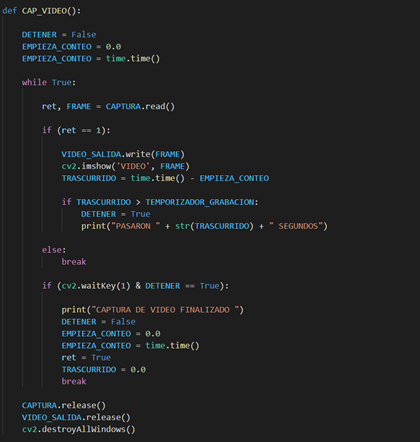 def CAP_VIDEO():
DETENER = False
EMPIEZA_CONTEO = 0.0
EMPIEZA_CONTEO = time.time()
while True:
ret, FRAME = CAPTURA.read()
if (ret == 1):
VIDEO_SALIDA.write(FRAME)
cv2.imshow('VIDEO', FRAME)
TRASCURRIDO = time.time() - EMPIEZA_CONTEO
if TRASCURRIDO > TEMPORIZADOR_GRABACION:
DETENER = True
print("PASARON " + str(TRASCURRIDO) + " SEGUNDOS")
else:
break
if (cv2.waitKey(1) & DETENER == True):
print("CAPTURA DE VIDEO FINALIZADO ")
DETENER = False
EMPIEZA_CONTEO = 0.0
EMPIEZA_CONTEO = time.time()
ret = True
TRASCURRIDO = 0.0
break
CAPTURA.release()
VIDEO_SALIDA.release()
cv2.destroyAllWindows()